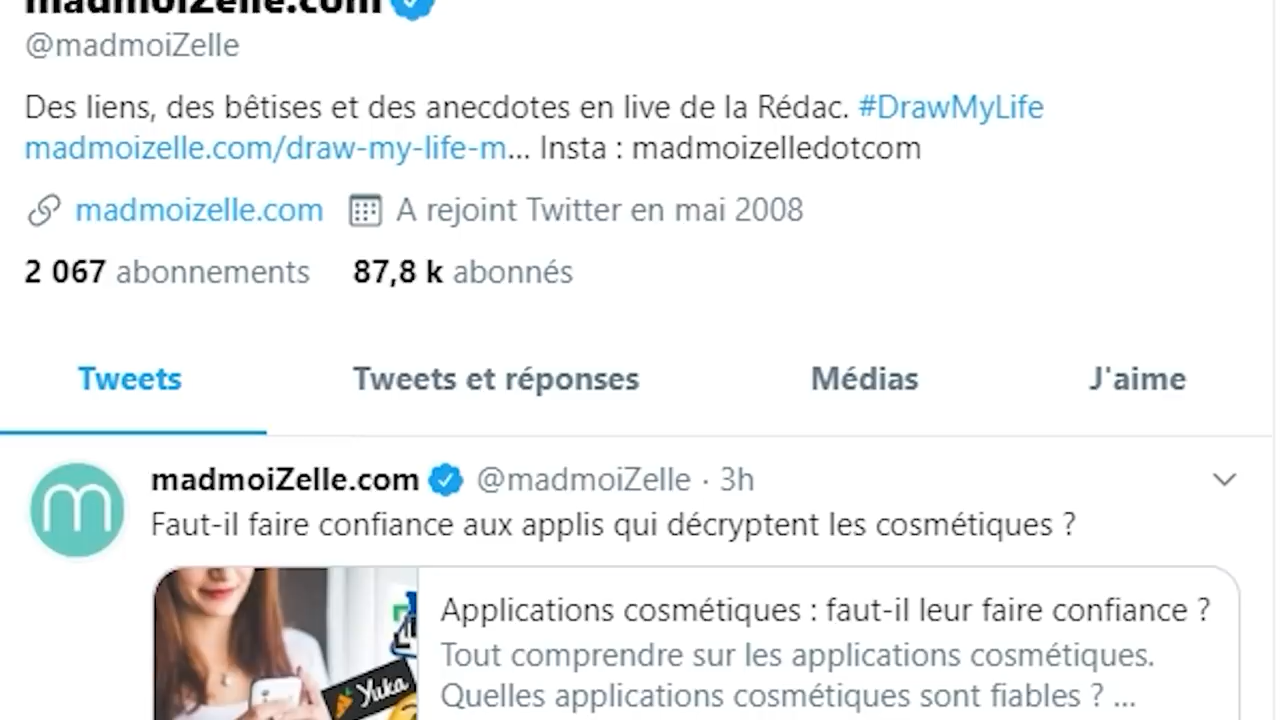 madmoiZelle.com
@madmoiZelle
Des liens, des bêtises et des anecdotes en live de la Rédac. #DrawMyLife
madmoizelle.com/draw-my-life-m... Insta : madmoizelledotcom
madmoizelle.com A rejoint Twitter en mai 2008
2 067 abonnements 87,8 k abonnés
Tweets Tweets et réponses Médias J'aime
madmoiZelle.com @madmoiZelle · 3h
m
Faut-il faire confiance aux applis qui décryptent les cosmétiques ?
Applications cosmétiques : faut-il leur faire confiance ?
Tout comprendre sur les applications cosmétiques.
Quelles applications cosmétiques sont fiables ? ...
Yuka